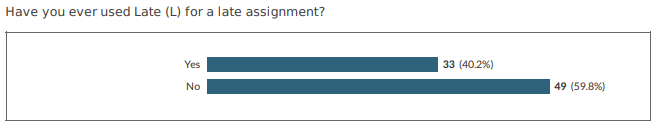 Have you ever used Late (L) for a late assignment?
Yes 33 (40.2%)
No 49 (59.8%)